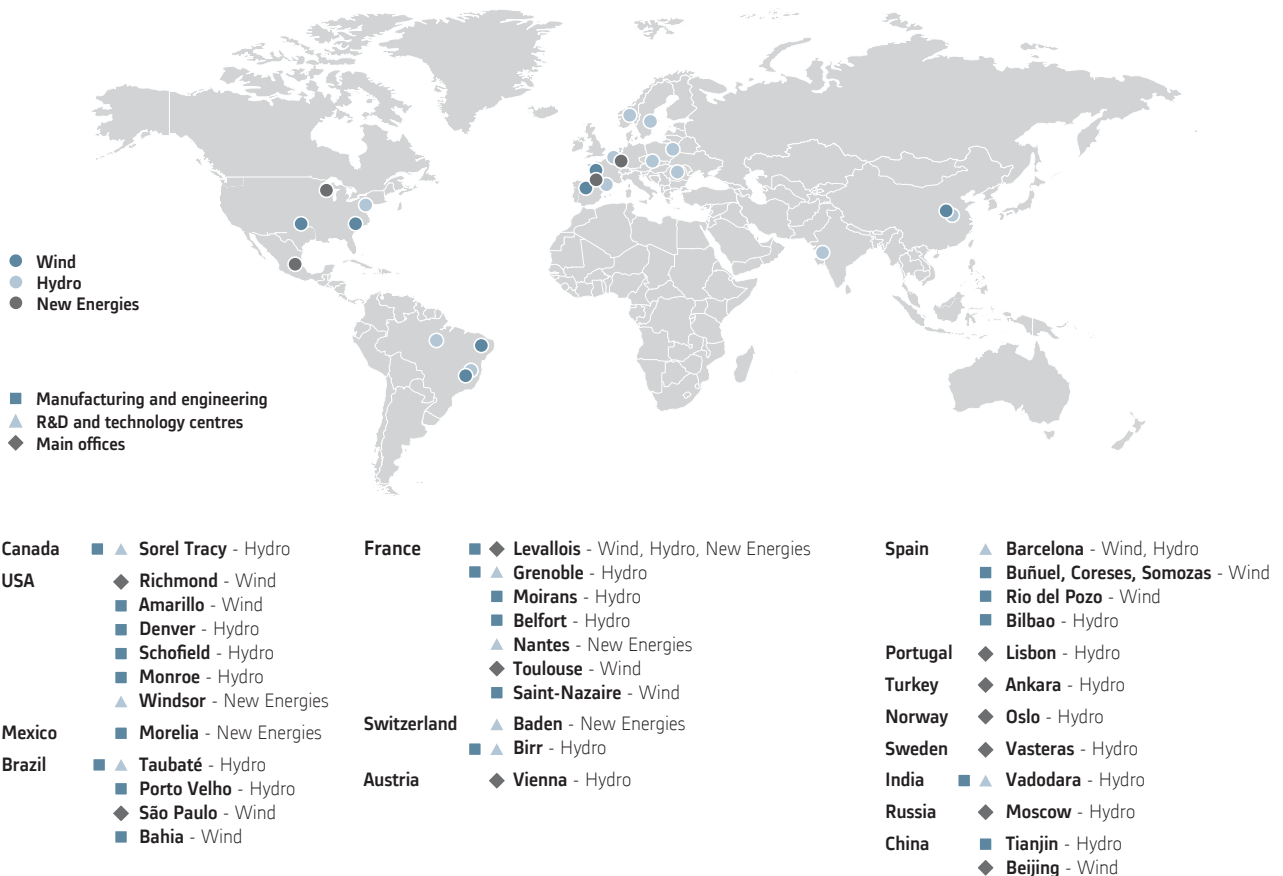 Wind
Hydro
New Energies
Manufacturing and engineering
R&D and technology centres
Main offices
Canada Sorel Tracy - Hydro
USA Richmond - Wind
Amarillo - Wind
Denver - Hydro
Schofield - Hydro
Monroe - Hydro
Windsor - New Energies
Mexico Morelia - New Energies
Brazil Taubaté - Hydro
Porto Velho - Hydro
São Paulo - Wind
Bahia - Wind
France Levallois - Wind, Hydro, New Energies
Grenoble - Hydro
Moirans - Hydro
Belfort - Hydro
Nantes - New Energies
Toulouse - Wind
Saint-Nazaire - Wind
Switzerland Baden - New Energies
Birr - Hydro
Austria Vienna - Hydro
Spain Barcelona - Wind, Hydro
Buñuel, Coreses, Somozas - Wind
Rio del Pozo - Wind
Bilbao - Hydro
Portugal Lisbon - Hydro
Turkey Ankara - Hydro
Norway Oslo - Hydro
Sweden Vasteras - Hydro
India Vadodara - Hydro
Russia Moscow - Hydro
China Tianjin - Hydro
Beijing - Wind